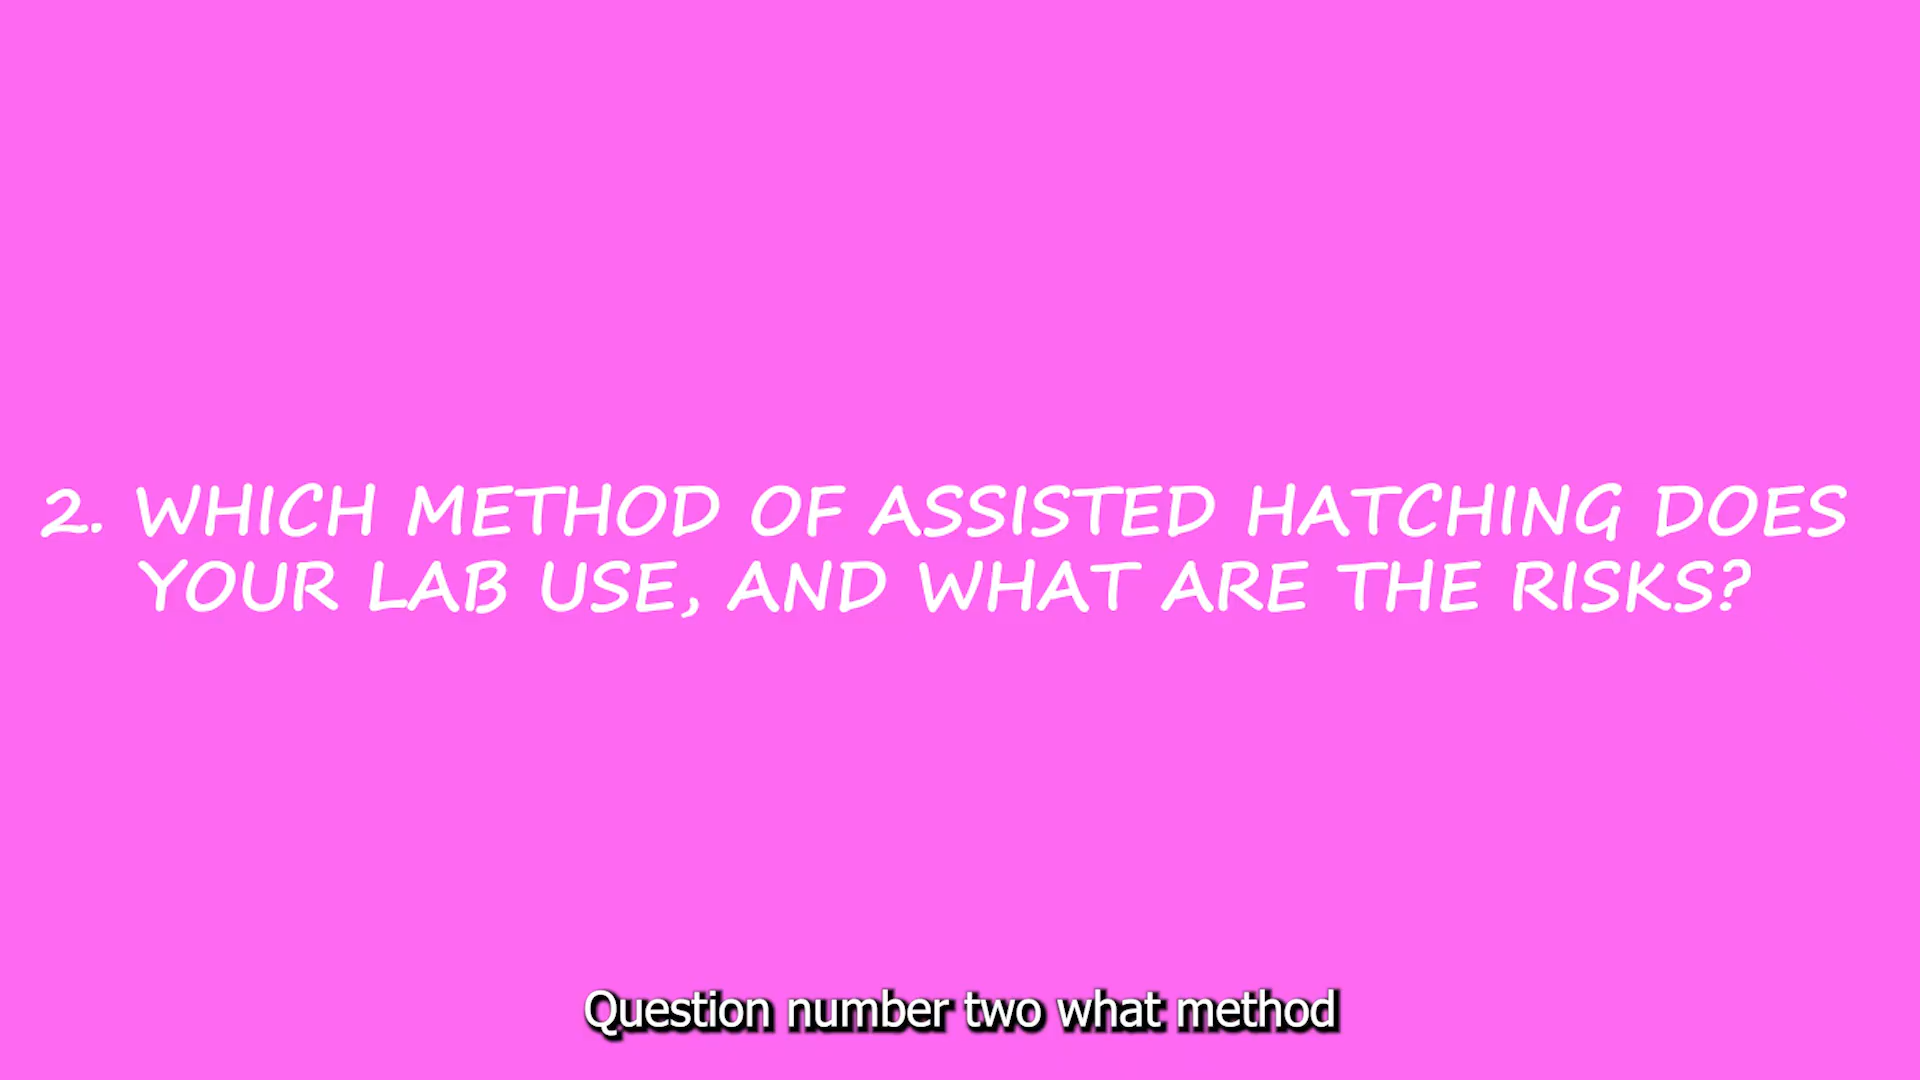 2. WHICH METHOD OF ASSISTED HATCHING DOES
YOUR LAB USE, AND WHAT ARE THE RISKS?
Question number two what method